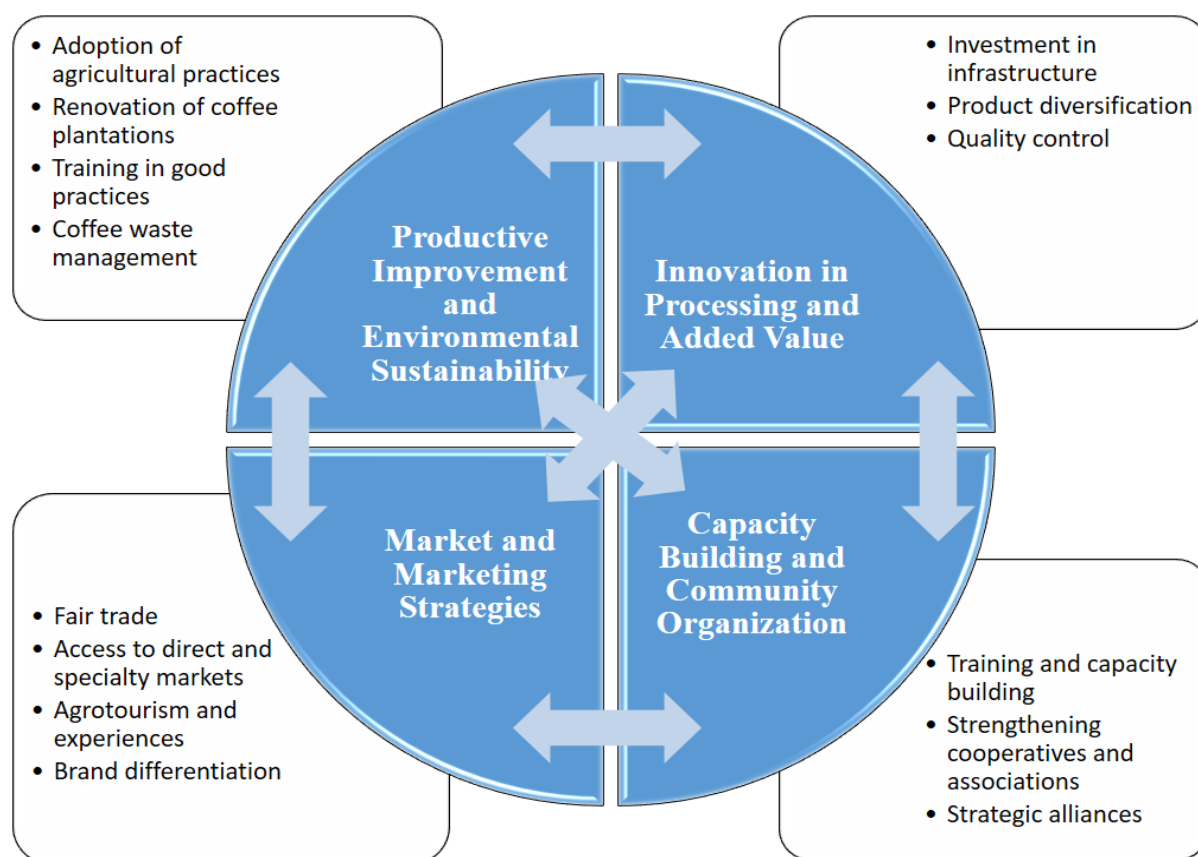 • Adoption of
agricultural practices
• Renovation of coffee
plantations
• Training in good
practices
• Coffee waste
management
• Investment in
infrastructure
• Product diversification
• Quality control
Productive
Improvement
and
Environmental
Sustainability
Innovation in
Processing and
Added Value
Market and
Marketing
Strategies
Capacity
Building and
Community
Organization
• Fair trade
• Access to direct and
specialty markets
• Agrotourism and
experiences
• Brand differentiation
• Training and capacity
building
• Strengthening
cooperatives and
associations
• Strategic alliances